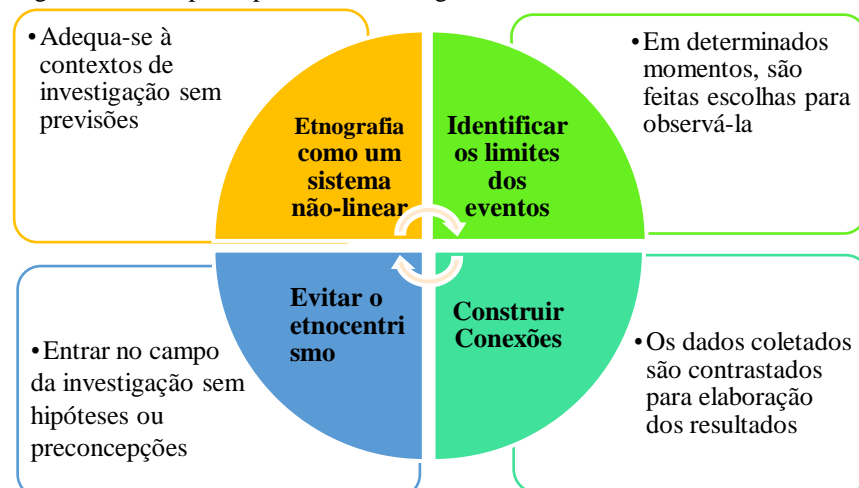 •Adequa-se à
contextos de
investigação sem
previsões
Etnografia
como um
sistema
não-linear
Identificar
os limites
dos
eventos
•Em determinados
momentos, são
feitas escolhas para
observá-la
•Entrar no campo
da investigação sem
hipóteses ou
preconcepções
Evitar o
etnocentri
smo
Construir
Conexões
•Os dados coletados
são contrastados
para elaboração
dos resultados